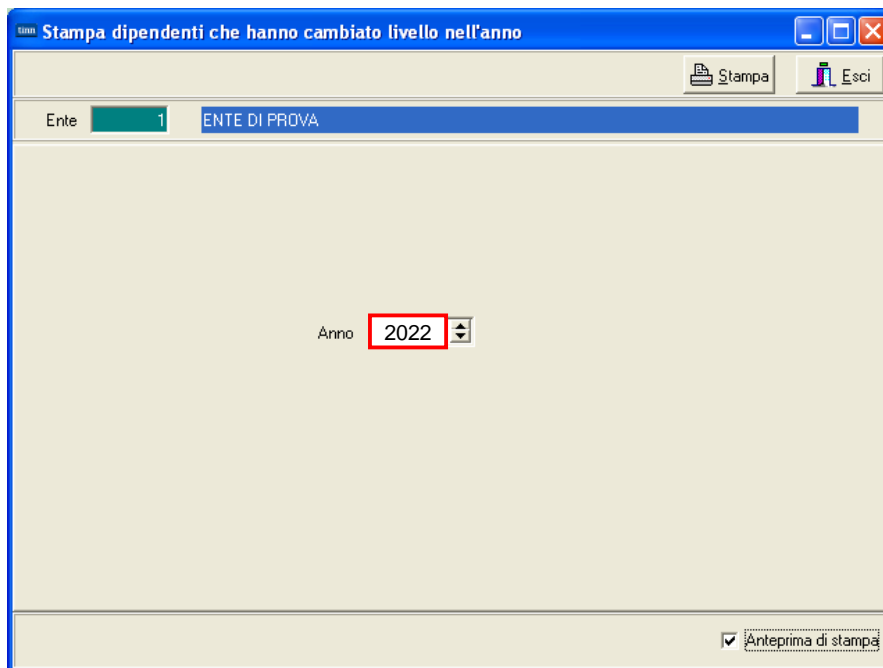 tinn Stampa dipendenti che hanno cambiato livello nell'anno
Stampa Esci
Ente 1 ENTE DI PROVA
Anno 2022
Anteprima di stampa